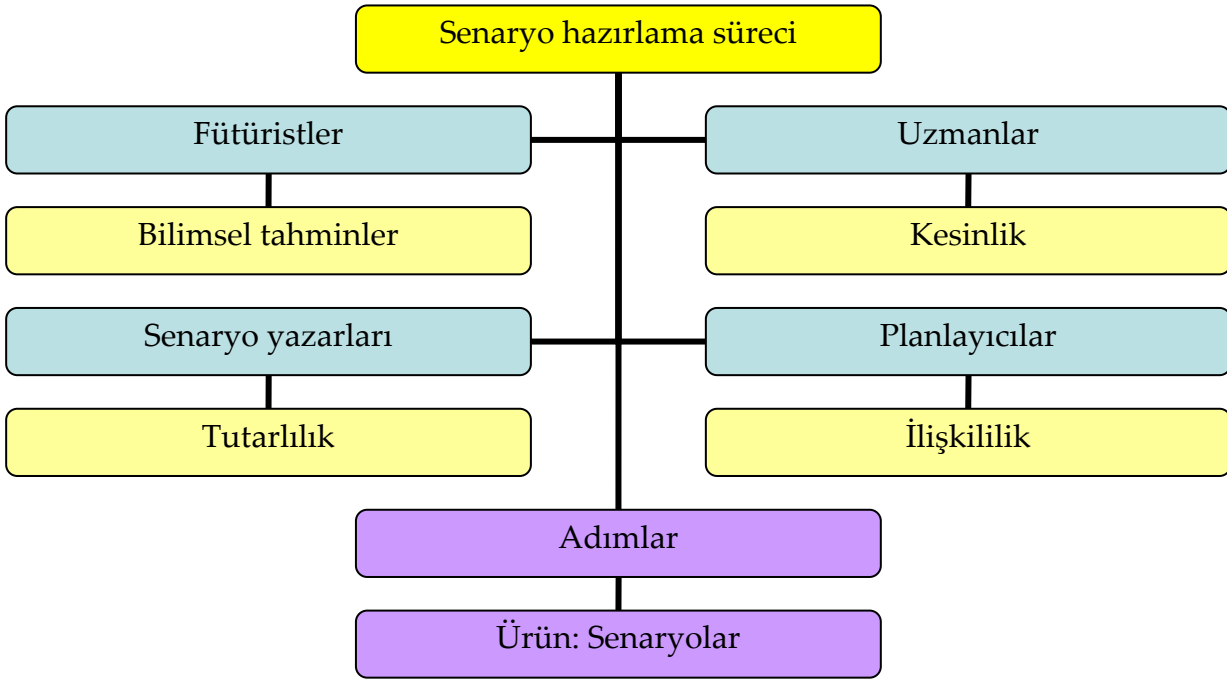 Senaryo hazırlama süreci
Fütüristler
Uzmanlar
Bilimsel tahminler
Kesinlik
Senaryo yazarları
Planlayıcılar
Tutarlılık
İlişkililik
Adımlar
Ürün: Senaryolar